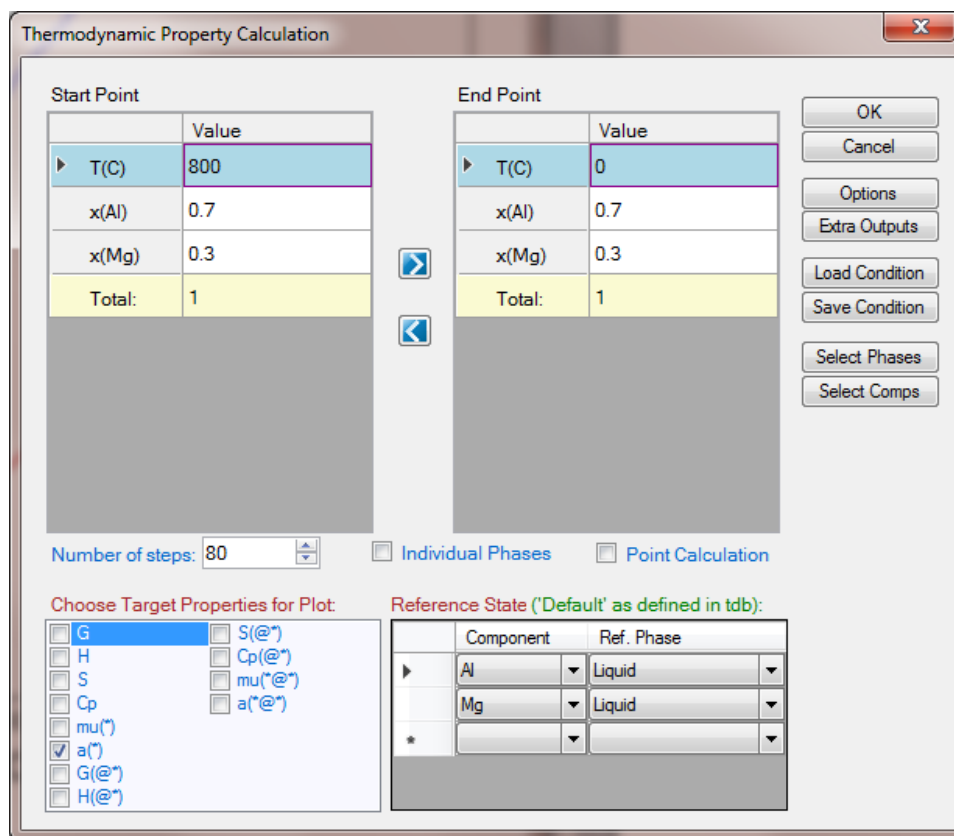 Thermodynamic Property Calculation
Start Point
Value
T(C) 800
x(Al) 0.7
x(Mg) 0.3
Total: 1
End Point
Value
T(C) 0
x(Al) 0.7
x(Mg) 0.3
Total: 1
OK
Cancel
Options
Extra Outputs
Load Condition
Save Condition
Select Phases
Select Comps
Number of steps: 80
Individual Phases
Point Calculation
Choose Target Properties for Plot:
G
H
S
Cp
mu(*)
a(*)
G(@*)
H(@*)
S(@*)
Cp(@*)
mu(*@*)
a(*@*)
Reference State ('Default' as defined in tdb):
Component Ref. Phase
Al Liquid
Mg Liquid
*